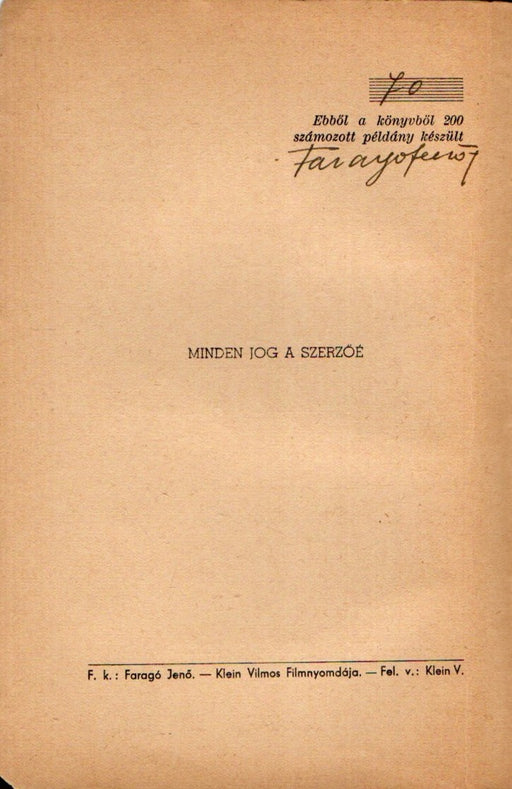 70
Ebből a könyvből 200
számozott példány készült
Faragó Jenő
MINDEN JOG A SZERZŐÉ
F. k.: Faragó Jenő. — Klein Vilmos Filmnyomdája. — Fel. v.: Klein V.